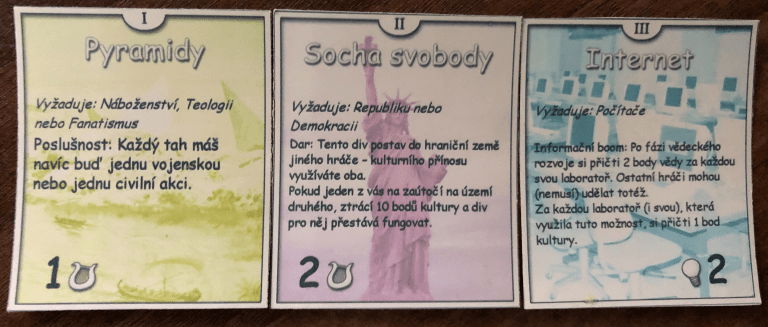 I
Pyramidy
Vyžaduje: Náboženství, Teologii
nebo Fanatismus
Poslušnost: Každý tah máš
navíc buď jednu vojenskou
nebo jednu civilní akci.
1
II
Socha svobody
Vyžaduje: Republiku nebo
Demokracii
Dar: Tento div postav do hraniční země
jiného hráče - kulturního přínosu
využíváte oba.
Pokud jeden z vás na zaútočí na území
druhého, ztrácí 10 bodů kultury a div
pro něj přestává fungovat.
2
III
Internet
Vyžaduje: Počítače
Informační boom: Po fázi vědeckého
rozvoje si přičti 2 body vědy za každou
svou laboratoř. Ostatní hráči mohou
(nemusí) udělat totéž.
Za každou laboratoř (i svou), která
využila tuto možnost, si přičti 1 bod
kultury.
2